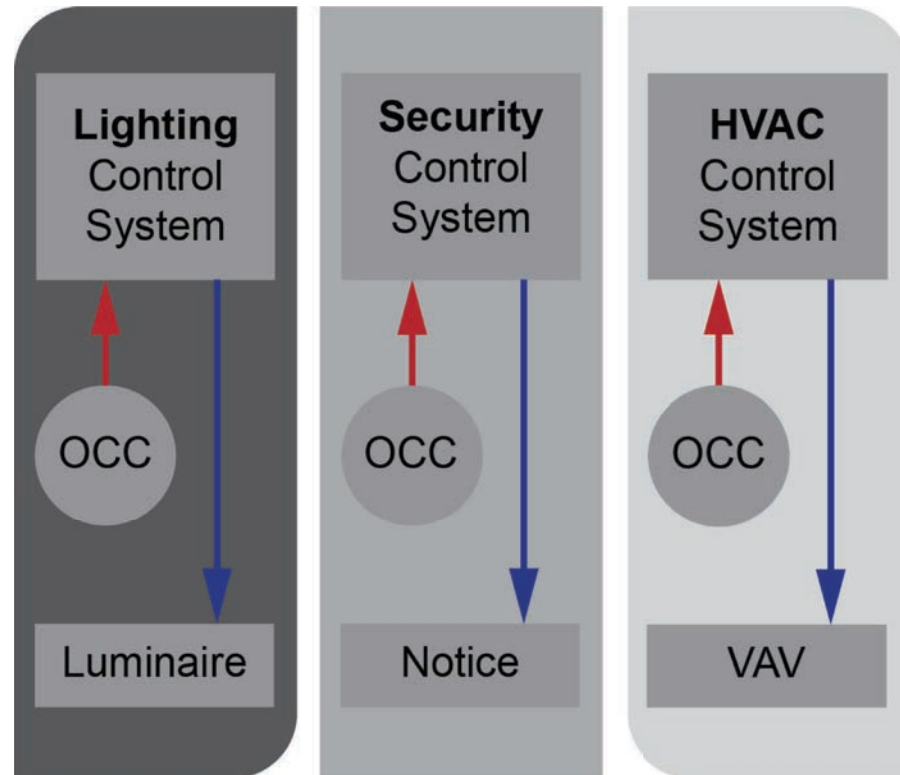 Lighting
Control
System
OCC
Luminaire
Security
Control
System
OCC
Notice
HVAC
Control
System
OCC
VAV